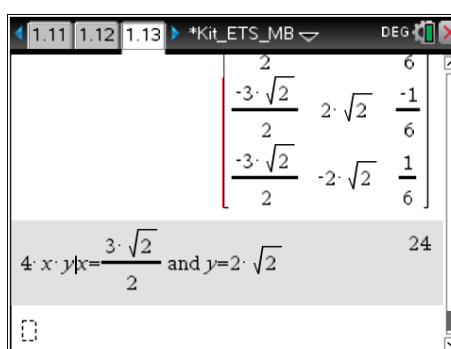 1.11 1.12 1.13 *Kit_ETS_MB DEG
2 6
-3·√2/2 2·√2 -1/6
-3·√2/2 -2·√2 1/6
4·x·y|x=3·√2/2 and y=2·√2 24